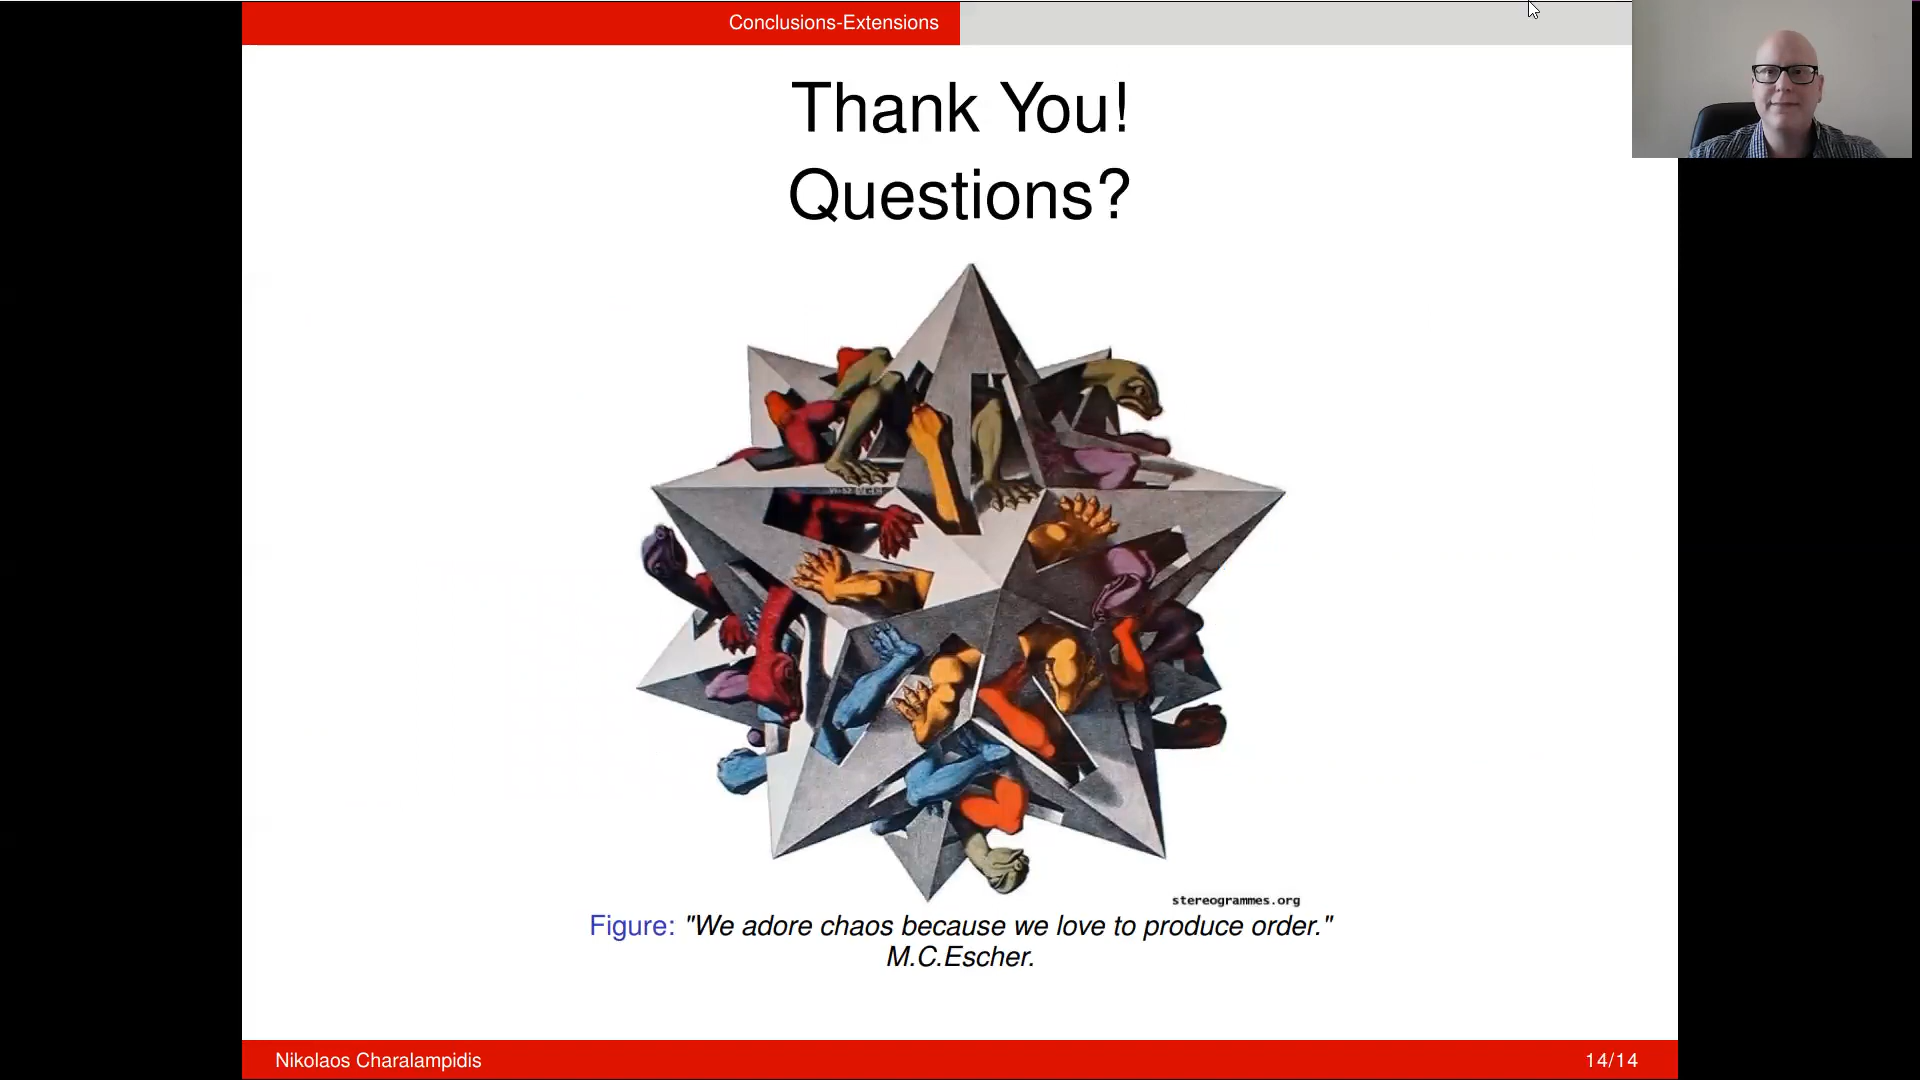 Conclusions-Extensions
Thank You!
Questions?
stereogrammes.org
Figure: "We adore chaos because we love to produce order."
M.C.Escher.
Nikolaos Charalampidis
14/14